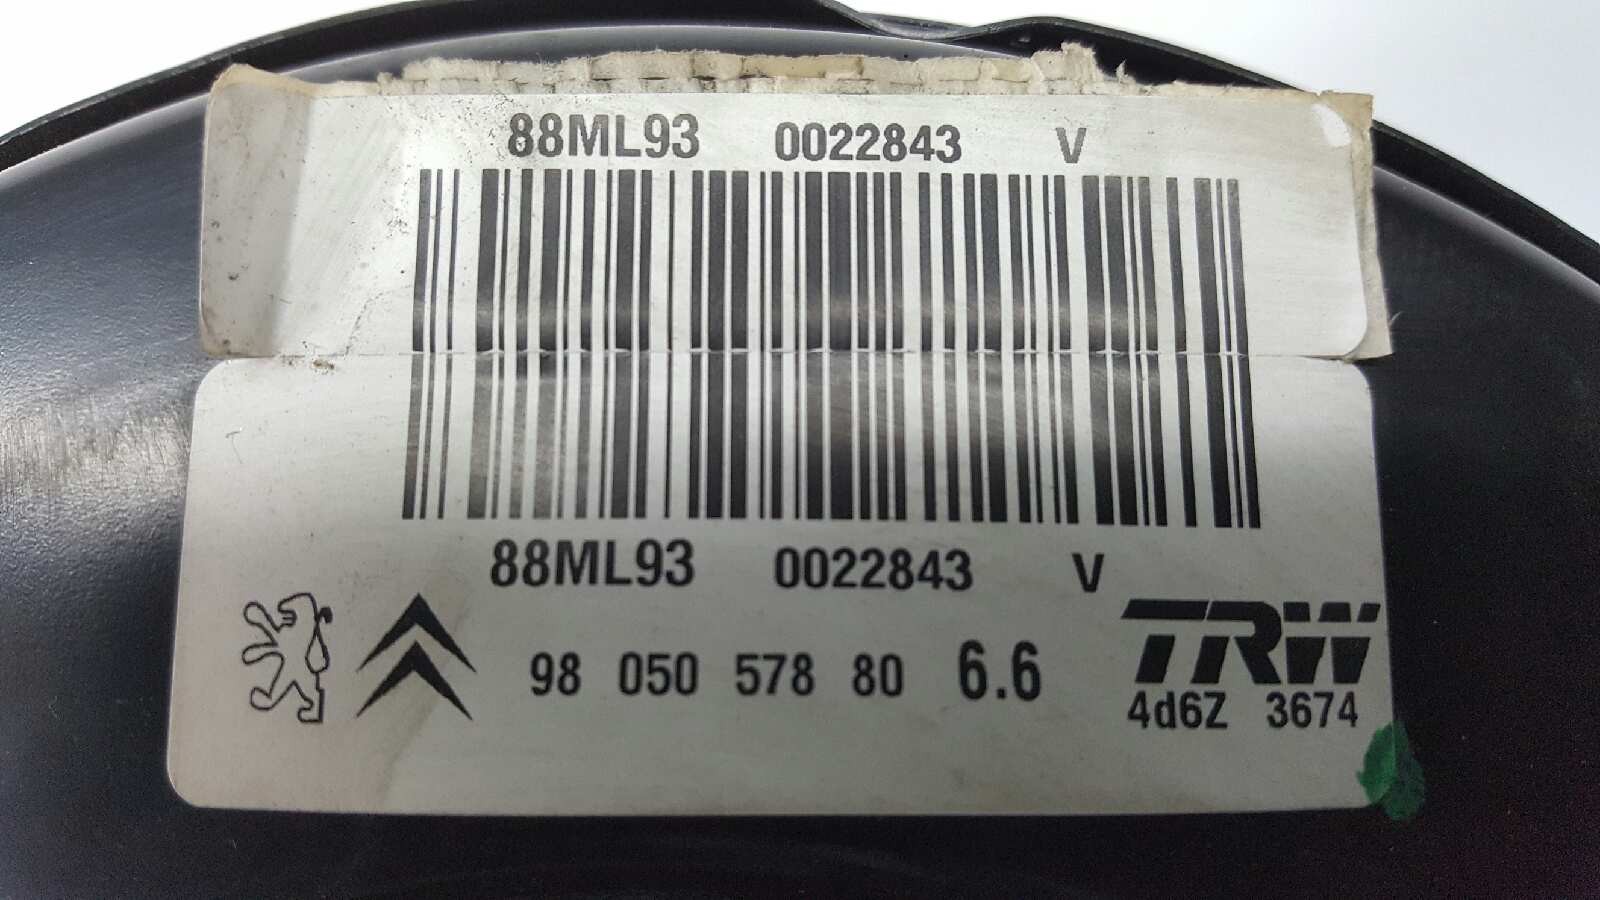 88ML93 0022843 V
88ML93 0022843 V
98 050 578 80 6.6
TRW
4d6Z 3674